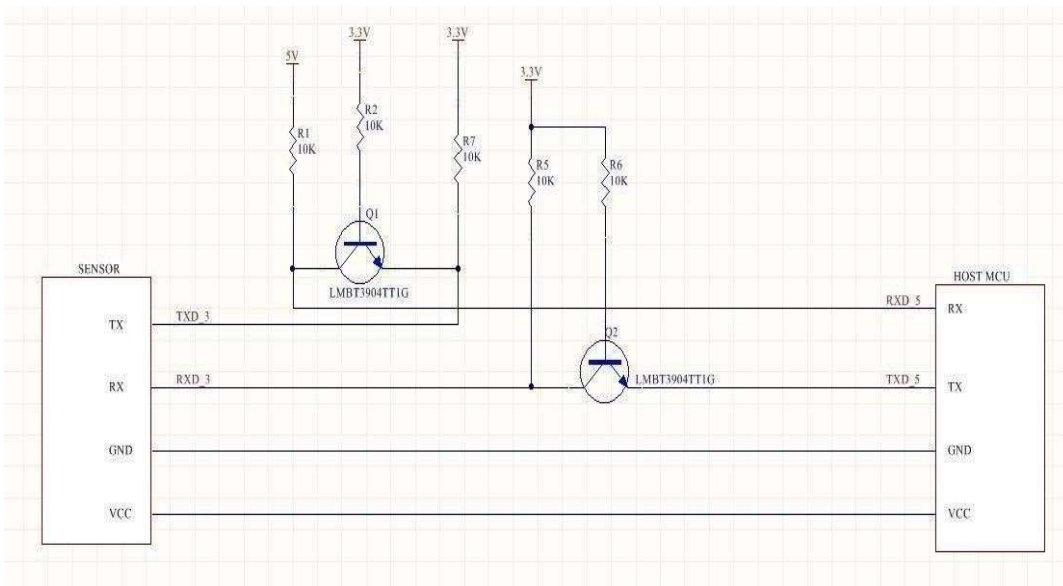 3.3V
3.3V
5V
3.3V
R2
10K
R1
10K
R7
10K
R5
10K
R6
10K
Q1
LMBT3904TT1G
SENSOR
HOST MCU
TX
TXD_3
RXD_5
RX
Q2
RX
RXD_3
LMBT3904TT1G
TXD_5
TX
GND
GND
VCC
VCC